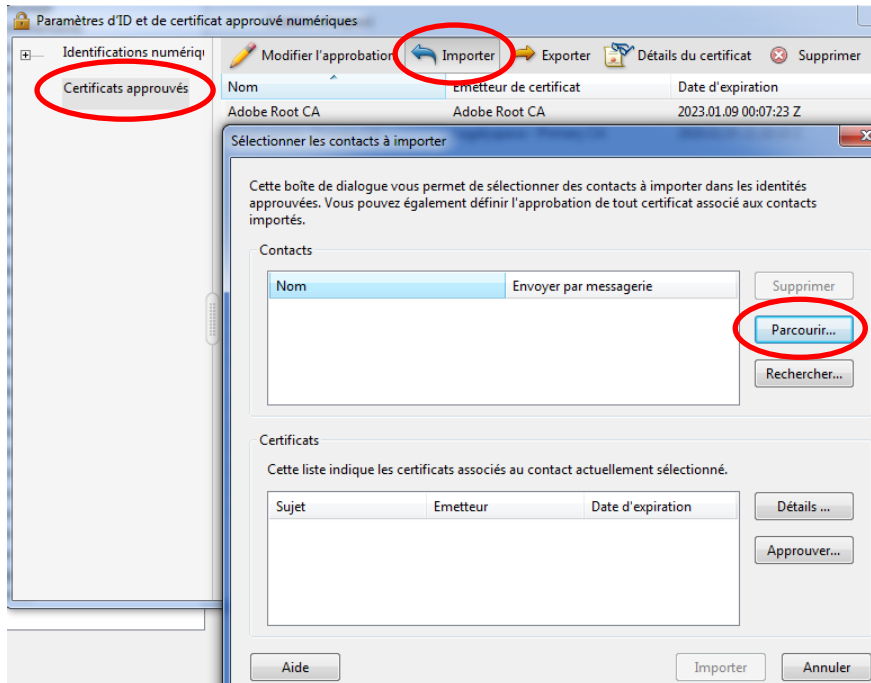 Paramètres d'ID et de certificat approuvé numériques
Identifications numériqu
Modifier l'approbation Importer Exporter Détails du certificat Supprimer
Certificats approuvés
Nom Emetteur de certificat Date d'expiration
Adobe Root CA Adobe Root CA 2023.01.09 00:07:23 Z
Sélectionner les contacts à importer
Cette boîte de dialogue vous permet de sélectionner des contacts à importer dans les identités
approuvées. Vous pouvez également définir l'approbation de tout certificat associé aux contacts
importés.
Contacts
Nom Envoyer par messagerie
Supprimer
Parcourir...
Rechercher...
Certificats
Cette liste indique les certificats associés au contact actuellement sélectionné.
Sujet Emetteur Date d'expiration
Détails ...
Approuver...
Aide Importer Annuler